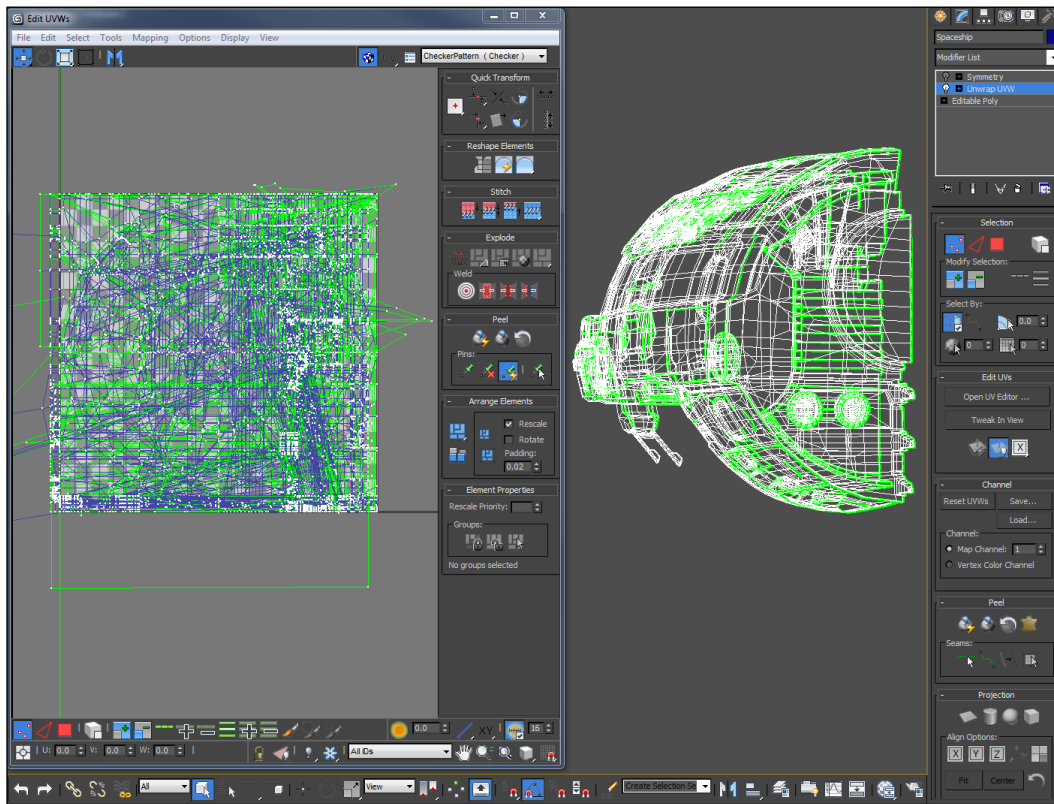 Edit UVWs
File Edit Select Tools Mapping Options Display View
CheckerPattern ( Checker )
Quick Transform
Reshape Elements
Stitch
Explode
Weld
Peel
Pins:
Arrange Elements
Rescale
Rotate
Padding:
0.02
Element Properties
Rescale Priority:
Groups:
No groups selected
0.0
XY
16
U: 0.0 V: 0.0 W: 0.0
All IDs
Spaceship
Modifier List
Symmetry
Unwrap UVW
Editable Poly
Selection
Modify Selection:
Select By:
0.0
0
0
Edit UVs
Open UV Editor ...
Tweak In View
Channel
Reset UVWs Save...
Load...
Channel:
Map Channel: 1
Vertex Color Channel
Peel
Seams:
Projection
Align Options:
X Y Z
Fit Center
All
View
Create Selection Se